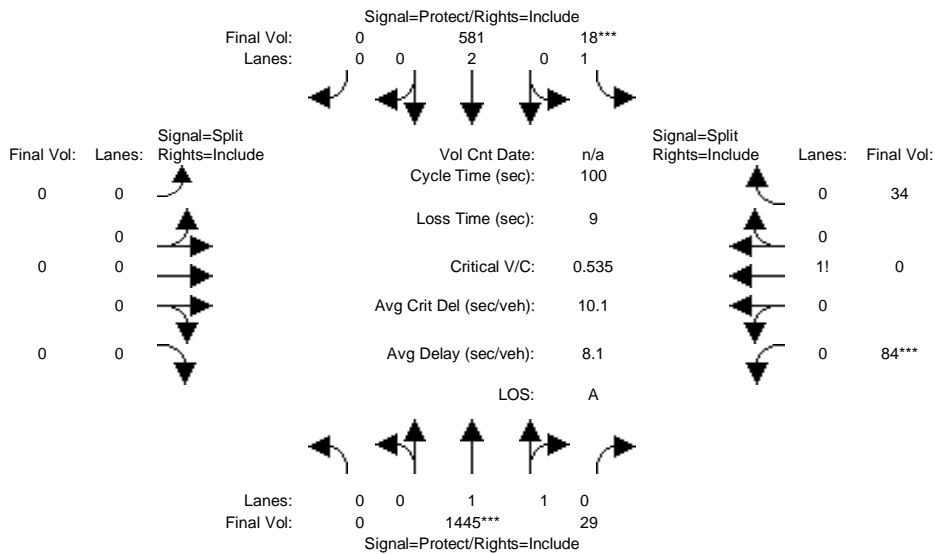 Signal=Protect/Rights=Include
Final Vol: 0 581 18***
Lanes: 0 0 2 0 1
Signal=Split
Rights=Include
Final Vol: Lanes:
Vol Cnt Date: n/a
Signal=Split
Rights=Include
Lanes: Final Vol:
Cycle Time (sec): 100
0 0
0 34
Loss Time (sec): 9
0
0
0 0
Critical V/C: 0.535
1! 0
0
Avg Crit Del (sec/veh): 10.1
0
0 0
Avg Delay (sec/veh): 8.1
0 84***
LOS: A
Lanes: 0 0 1 1 0
Final Vol: 0 1445*** 29
Signal=Protect/Rights=Include